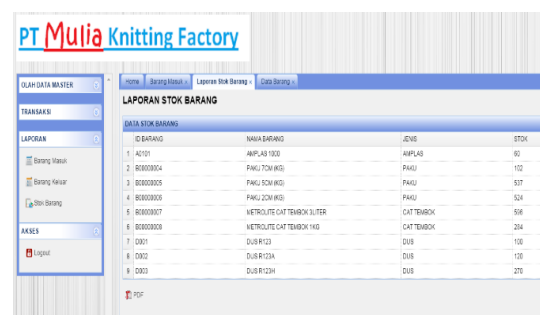 PT Mulia Knitting Factory
OLAH DATA MASTER
TRANSAKSI
LAPORAN
Barang Masuk
Barang Keluar
Stok Barang
AKSES
Logout
Home Barang Masuk × Laporan Stok Barang × Data Barang ×
LAPORAN STOK BARANG
DATA STOK BARANG
ID BARANG NAMA BARANG JENIS STOK
1 A0101 AMPLAS 1000 AMPLAS 60
2 B00000004 PAKU 7CM (KG) PAKU 102
3 B00000005 PAKU 5CM (KG) PAKU 537
4 B00000006 PAKU 2CM (KG) PAKU 524
5 B00000007 METROLITE CAT TEMBOK 3LITER CAT TEMBOK 598
6 B00000008 METROLITE CAT TEMBOK 1KG CAT TEMBOK 284
7 D001 DUS R123 DUS 100
8 D002 DUS R123A DUS 120
9 D003 DUS R123H DUS 270
PDF